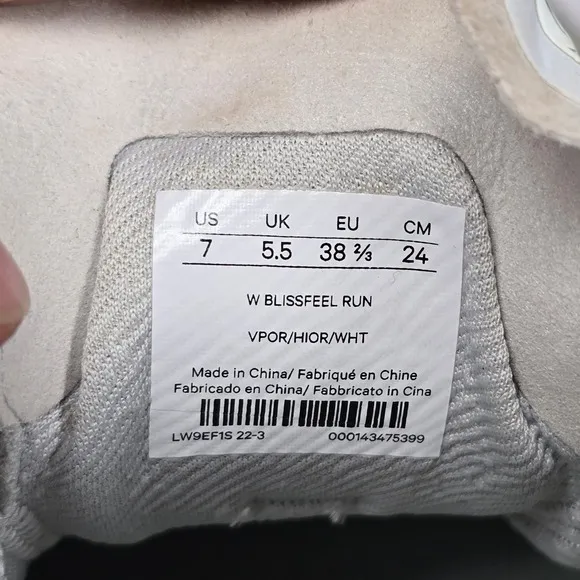 US UK EU CM
7 5.5 38 ⅔ 24
W BLISSFEEL RUN
VPOR/HIOR/WHT
Made in China/ Fabriqué en Chine
Fabricado en China/ Fabbricato in Cina
LW9EF1S 22-3 000143475399